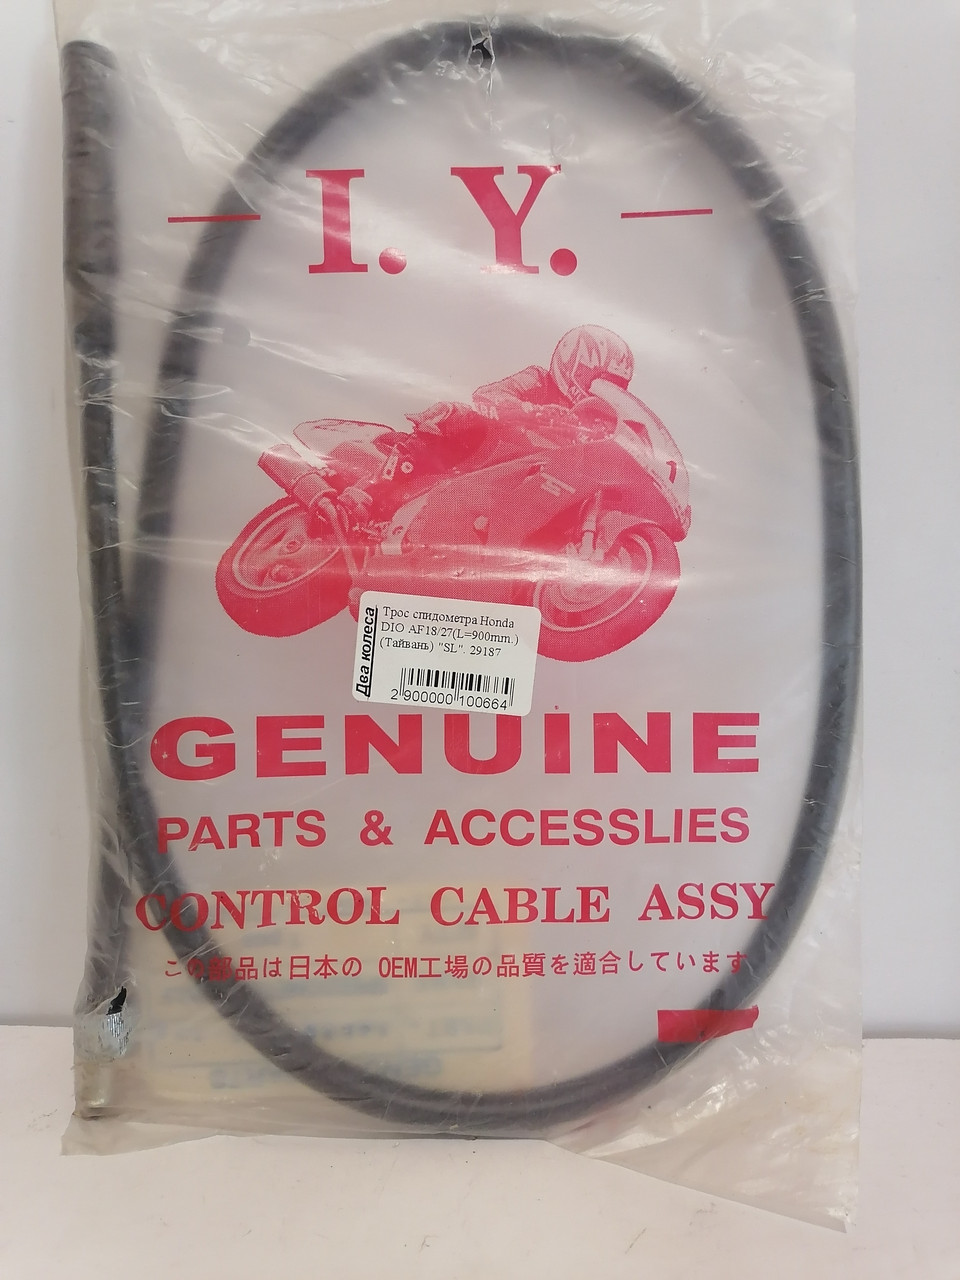 I. Y.
1
Два колеса
Трос спидометра Honda
DIO AF18/27(L=900mm.)
(Тайвань) "SL". 29187
2 900000 100664
GENUINE
PARTS & ACCESSLIES
CONTROL CABLE ASSY
この部品は日本の OEM工場の品質を適合しています